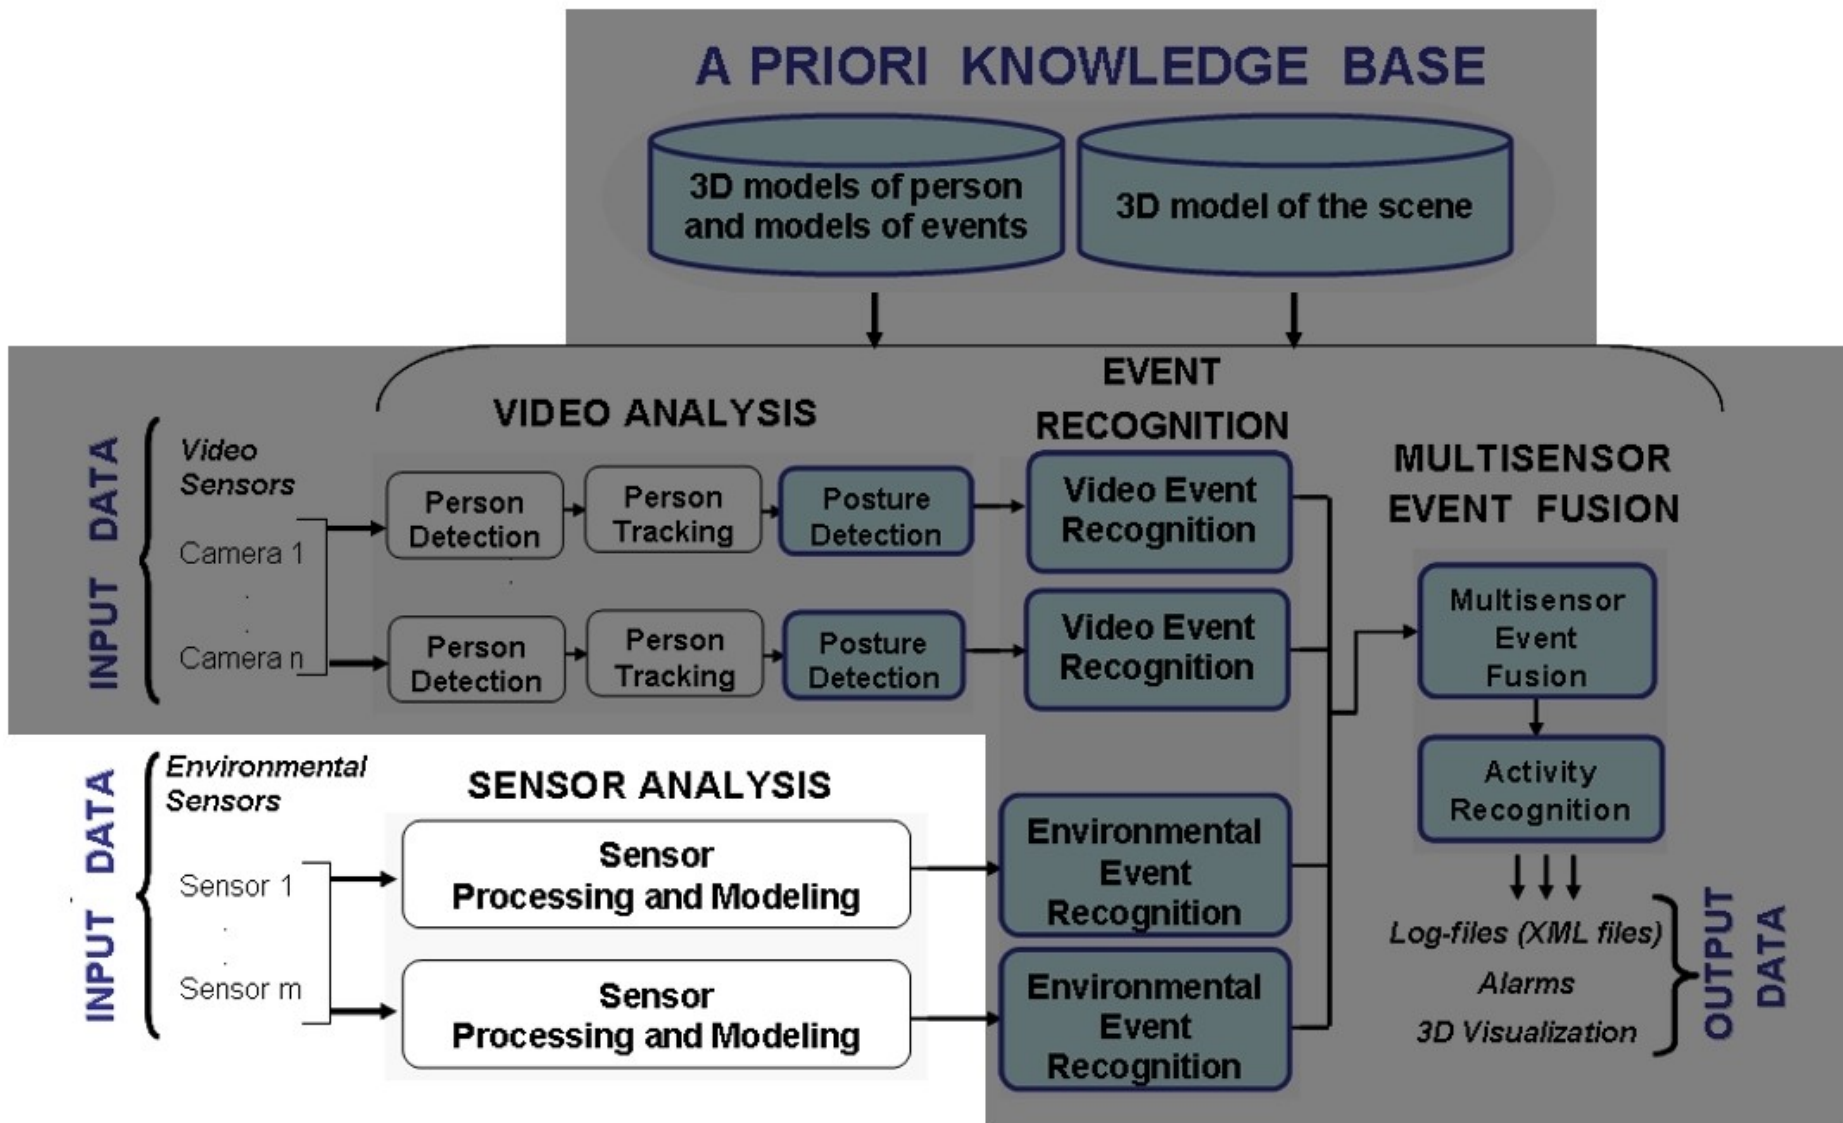 A PRIORI KNOWLEDGE BASE
3D models of person
and models of events
3D model of the scene
EVENT
RECOGNITION
VIDEO ANALYSIS
MULTISENSOR
EVENT FUSION
INPUT DATA
Video
Sensors
Camera 1
Camera n
Person
Detection
Person
Tracking
Posture
Detection
Video Event
Recognition
Person
Detection
Person
Tracking
Posture
Detection
Video Event
Recognition
Multisensor
Event
Fusion
Activity
Recognition
INPUT DATA
Environmental
Sensors
SENSOR ANALYSIS
Sensor 1
Sensor m
Sensor
Processing and Modeling
Environmental
Event
Recognition
Sensor
Processing and Modeling
Environmental
Event
Recognition
Log-files (XML files)
Alarms
3D Visualization
OUTPUT
DATA